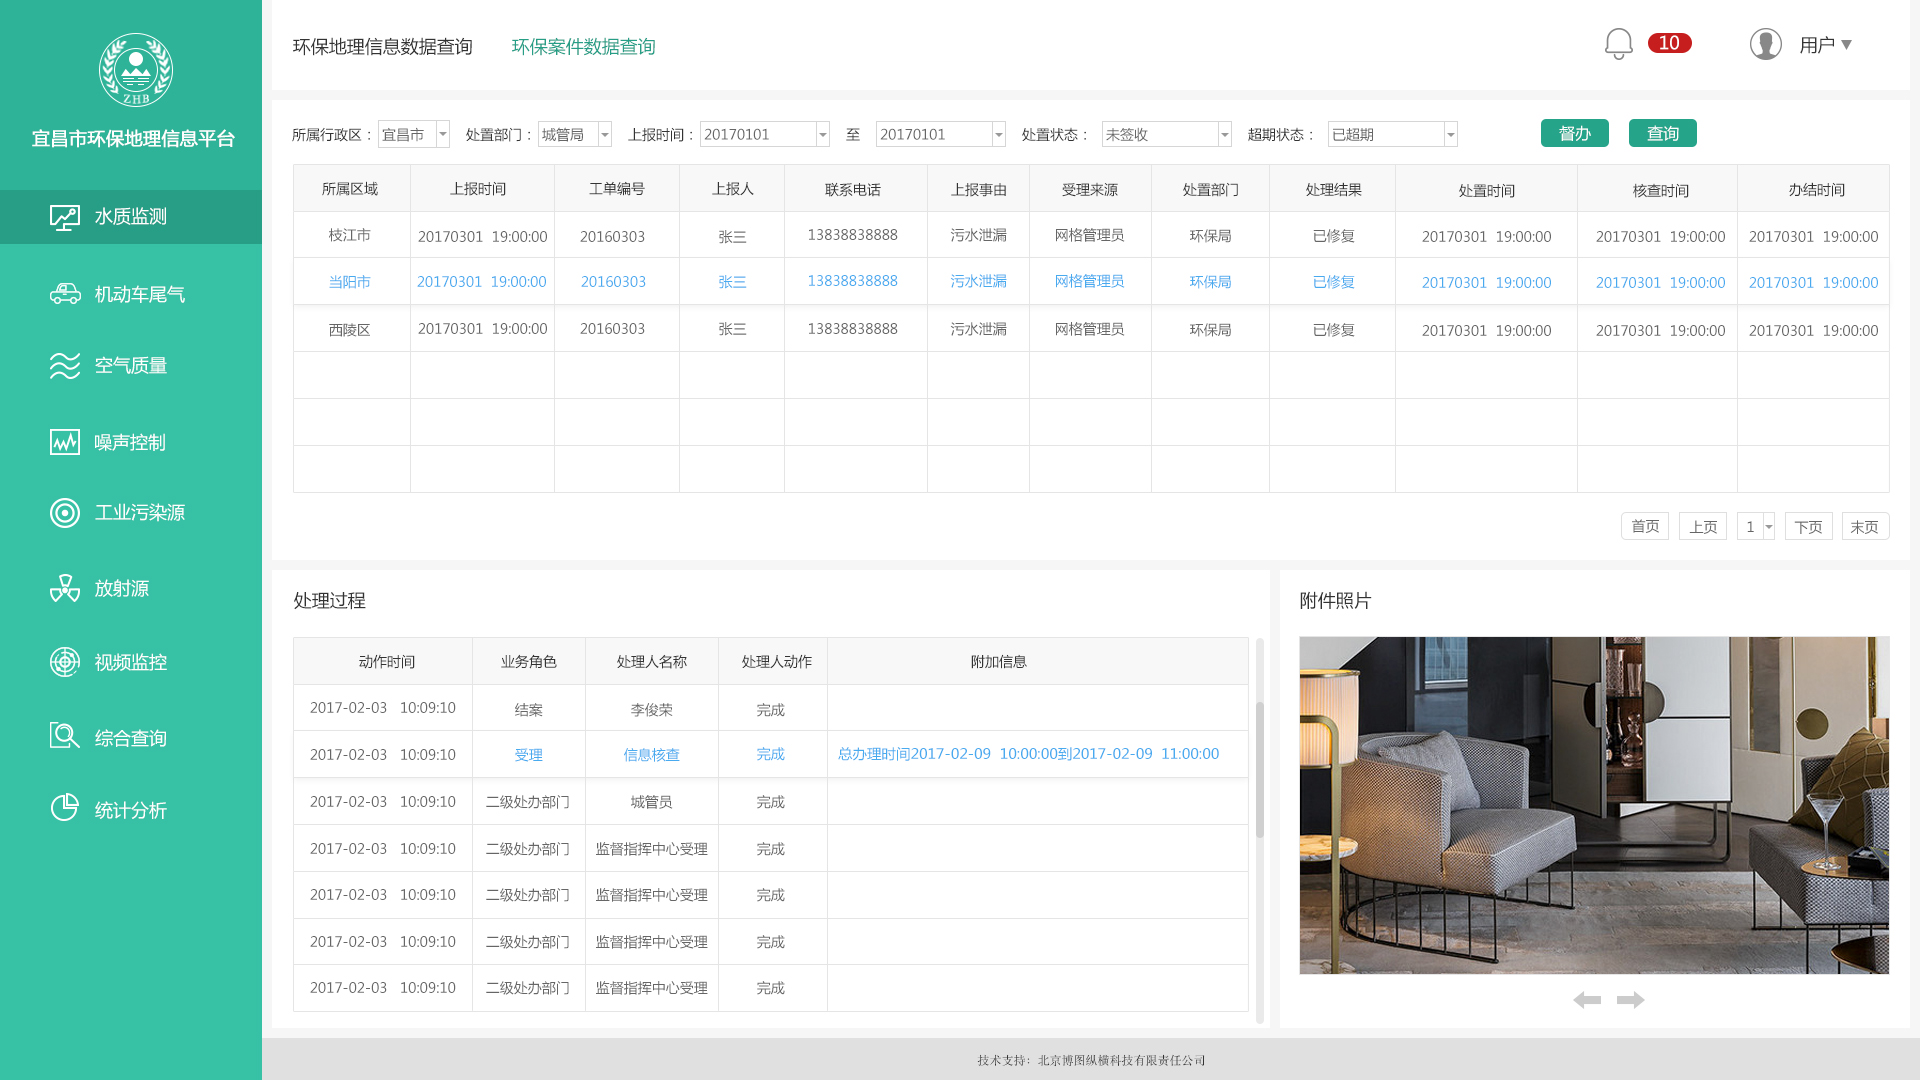 ZHB
宜昌市环保地理信息平台
水质监测
机动车尾气
空气质量
噪声控制
工业污染源
放射源
视频监控
综合查询
统计分析
环保地理信息数据查询 环保案件数据查询
10 用户
所属行政区： 宜昌市 处置部门： 城管局 上报时间： 20170101 至 20170101 处置状态： 未签收 超期状态： 已超期 督办 查询
所属区域 上报时间 工单编号 上报人 联系电话 上报事由 受理来源 处置部门 处理结果 处置时间 核查时间 办结时间
枝江市 20170301 19:00:00 20160303 张三 13838838888 污水泄漏 网格管理员 环保局 已修复 20170301 19:00:00 20170301 19:00:00 20170301 19:00:00
当阳市 20170301 19:00:00 20160303 张三 13838838888 污水泄漏 网格管理员 环保局 已修复 20170301 19:00:00 20170301 19:00:00 20170301 19:00:00
西陵区 20170301 19:00:00 20160303 张三 13838838888 污水泄漏 网格管理员 环保局 已修复 20170301 19:00:00 20170301 19:00:00 20170301 19:00:00
首页 上页 1 下页 末页
处理过程
动作时间 业务角色 处理人名称 处理人动作 附加信息
2017-02-03 10:09:10 结案 李俊荣 完成
2017-02-03 10:09:10 受理 信息核查 完成 总办理时间2017-02-09 10:00:00到2017-02-09 11:00:00
2017-02-03 10:09:10 二级处办部门 城管员 完成
2017-02-03 10:09:10 二级处办部门 监督指挥中心受理 完成
2017-02-03 10:09:10 二级处办部门 监督指挥中心受理 完成
2017-02-03 10:09:10 二级处办部门 监督指挥中心受理 完成
2017-02-03 10:09:10 二级处办部门 监督指挥中心受理 完成
附件照片
技术支持：北京博图纵横科技有限责任公司